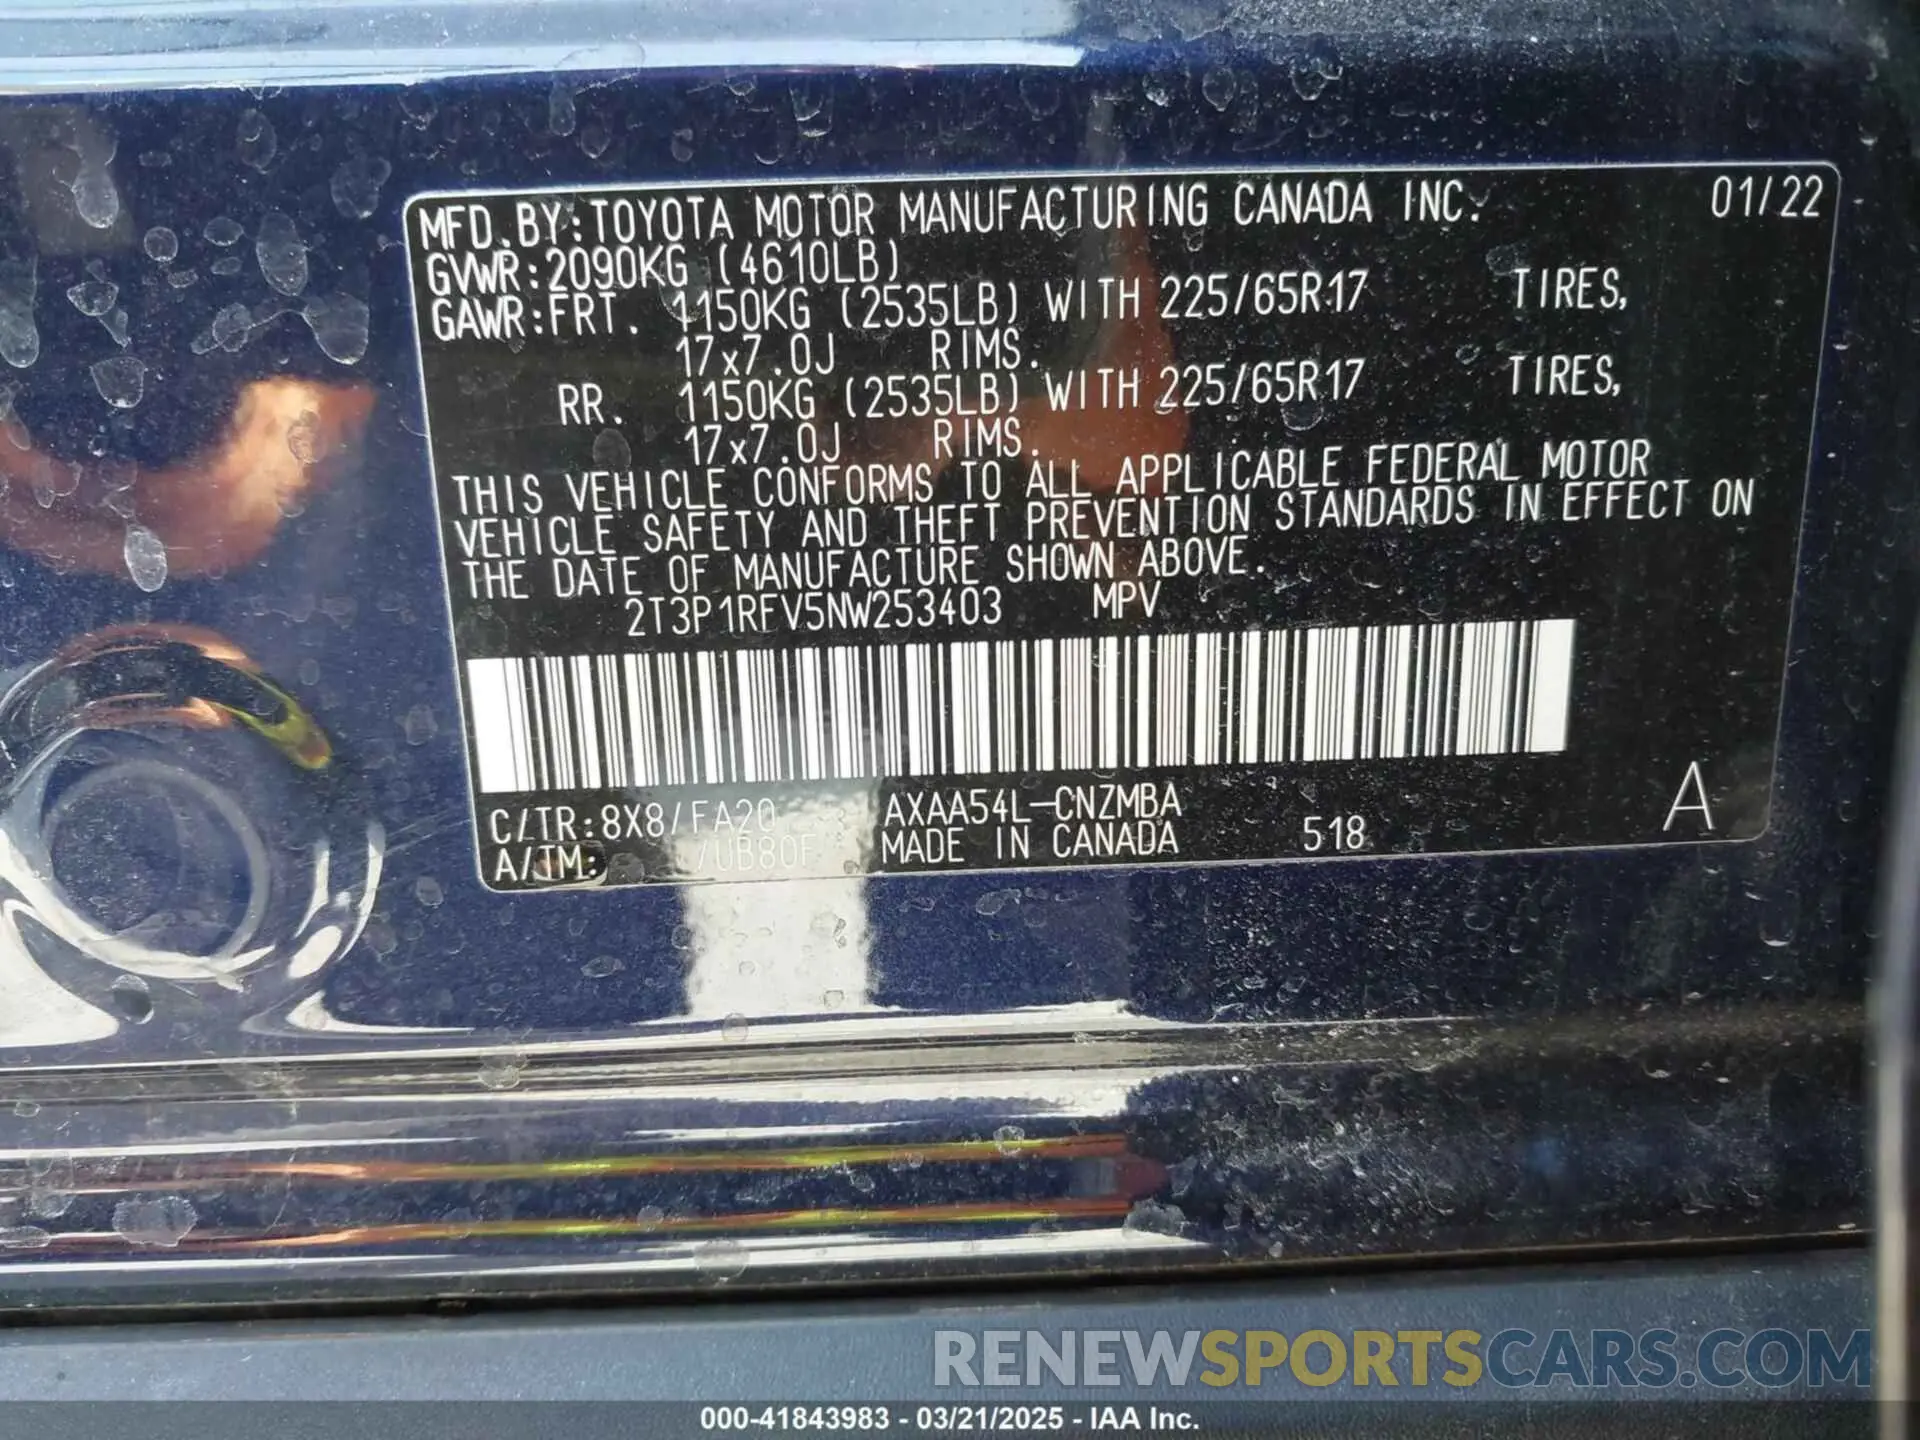 MFD.BY:TOYOTA MOTOR MANUFACTURING CANADA INC. 01/22
GVWR:2090KG (4610LB)
GAWR:FRT. 1150KG (2535LB) WITH 225/65R17 TIRES,
17x7.0J RIMS.
RR. 1150KG (2535LB) WITH 225/65R17 TIRES,
17x7.0J RIMS.
THIS VEHICLE CONFORMS TO ALL APPLICABLE FEDERAL MOTOR
VEHICLE SAFETY AND THEFT PREVENTION STANDARDS IN EFFECT ON
THE DATE OF MANUFACTURE SHOWN ABOVE.
2T3P1RFV5NW253403 MPV
C/TR:8X8/FA20 AXAA54L-CNZMBA A
A/TM: /UB80F MADE IN CANADA 518
RENEWSPORTSCARS.COM
000-41843983 - 03/21/2025 - IAA Inc.